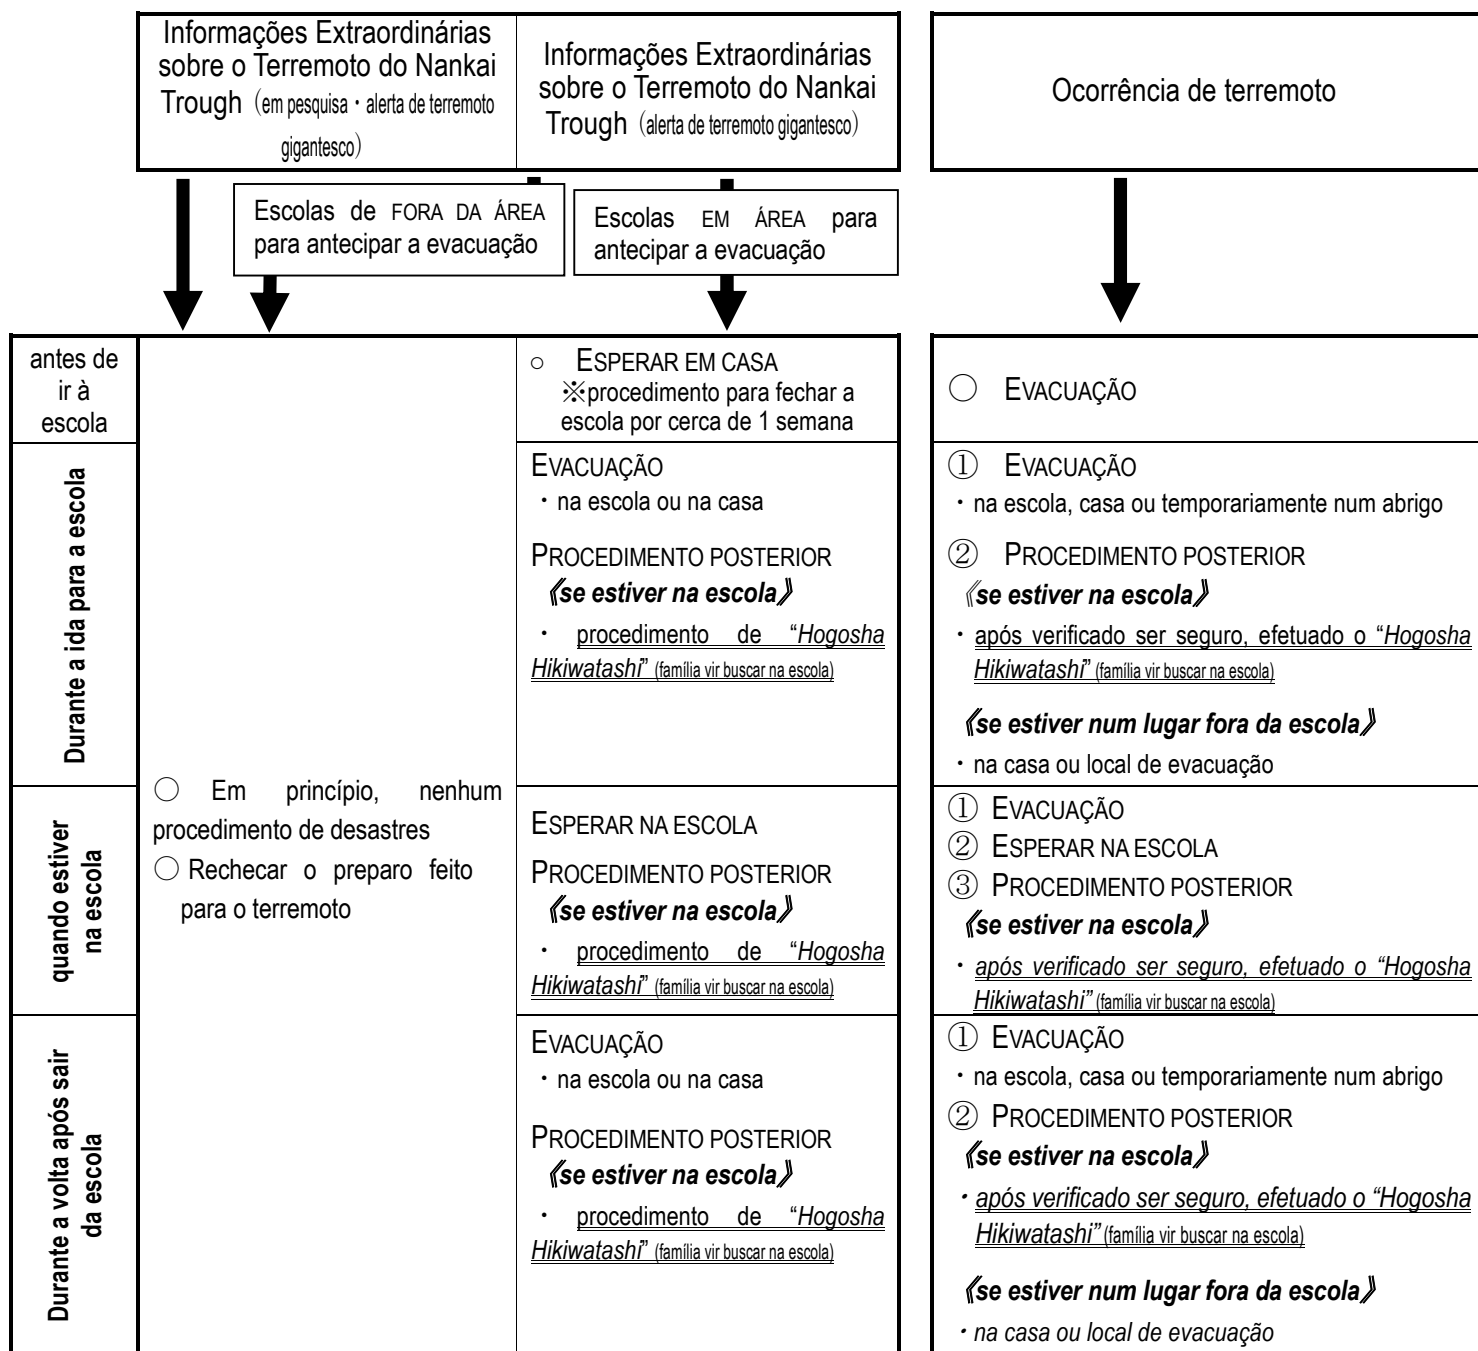 Informações Extraordinárias
sobre o Terremoto do Nankai
Trough（em pesquisa・alerta de terremoto
gigantesco）
Informações Extraordinárias
sobre o Terremoto do Nankai
Trough（alerta de terremoto gigantesco）
Ocorrência de terremoto
Escolas de FORA DA ÁREA
para antecipar a evacuação
Escolas EM ÁREA para
antecipar a evacuação
antes de
ir à
escola
○ ESPERAR EM CASA
※procedimento para fechar a
escola por cerca de 1 semana
○ EVACUAÇÃO
Durante a ida para a escola
EVACUAÇÃO
・na escola ou na casa
PROCEDIMENTO POSTERIOR
《se estiver na escola》
・ procedimento de “Hogosha
Hikiwatashi” (família vir buscar na escola)
① EVACUAÇÃO
・na escola, casa ou temporariamente num abrigo
② PROCEDIMENTO POSTERIOR
《se estiver na escola》
・após verificado ser seguro, efetuado o “Hogosha
Hikiwatashi” (família vir buscar na escola)
《se estiver num lugar fora da escola》
・na casa ou local de evacuação
○ Em princípio, nenhum
procedimento de desastres
○ Rechecar o preparo feito
para o terremoto
quando estiver
na escola
ESPERAR NA ESCOLA
PROCEDIMENTO POSTERIOR
《se estiver na escola》
・ procedimento de “Hogosha
Hikiwatashi” (família vir buscar na escola)
① EVACUAÇÃO
② ESPERAR NA ESCOLA
③ PROCEDIMENTO POSTERIOR
《se estiver na escola》
・após verificado ser seguro, efetuado o “Hogosha
Hikiwatashi” (família vir buscar na escola)
Durante a volta após sair
da escola
EVACUAÇÃO
・na escola ou na casa
PROCEDIMENTO POSTERIOR
《se estiver na escola》
・ procedimento de “Hogosha
Hikiwatashi” (família vir buscar na escola)
① EVACUAÇÃO
・na escola, casa ou temporariamente num abrigo
② PROCEDIMENTO POSTERIOR
《se estiver na escola》
・após verificado ser seguro, efetuado o “Hogosha
Hikiwatashi” (família vir buscar na escola)
《se estiver num lugar fora da escola》
・na casa ou local de evacuação